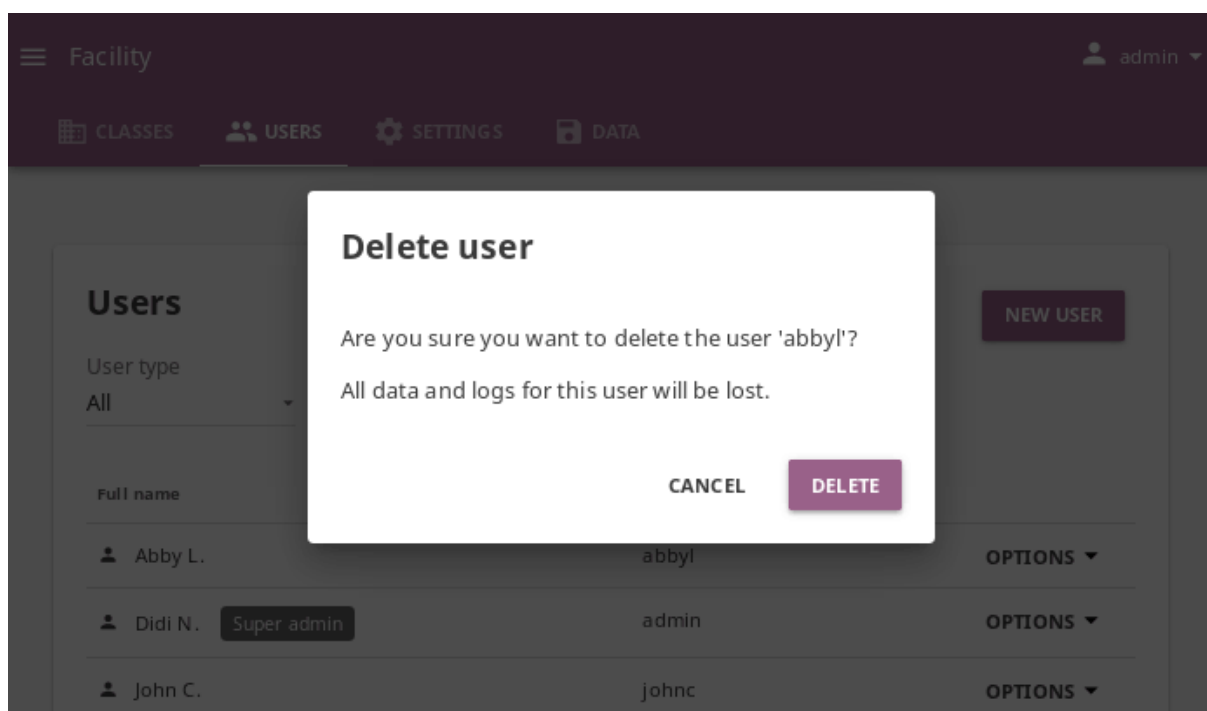 Facility
admin
CLASSES USERS SETTINGS DATA
Delete user
Users
NEW USER
Are you sure you want to delete the user 'abbyl'?
User type
All
All data and logs for this user will be lost.
CANCEL DELETE
Full name
Abby L. abbyl OPTIONS
Didi N. Super admin admin OPTIONS
John C. johnc OPTIONS